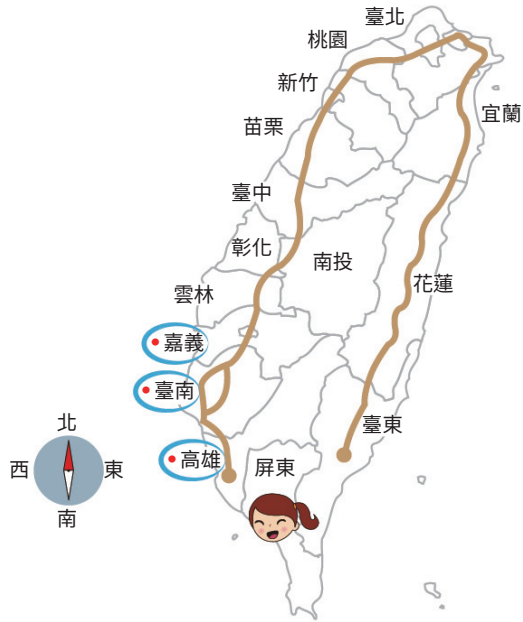 臺北
桃園
新竹
宜蘭
苗栗
臺中
彰化
南投
花蓮
雲林
嘉義
臺南
臺東
北
高雄
屏東
西
東
南